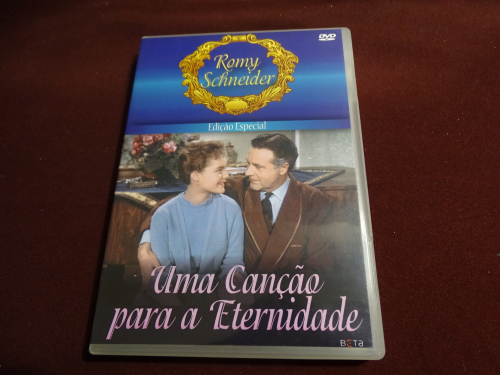 DVD
Romy
Schneider
Edição Especial
Uma Canção
para a Eternidade
BETA